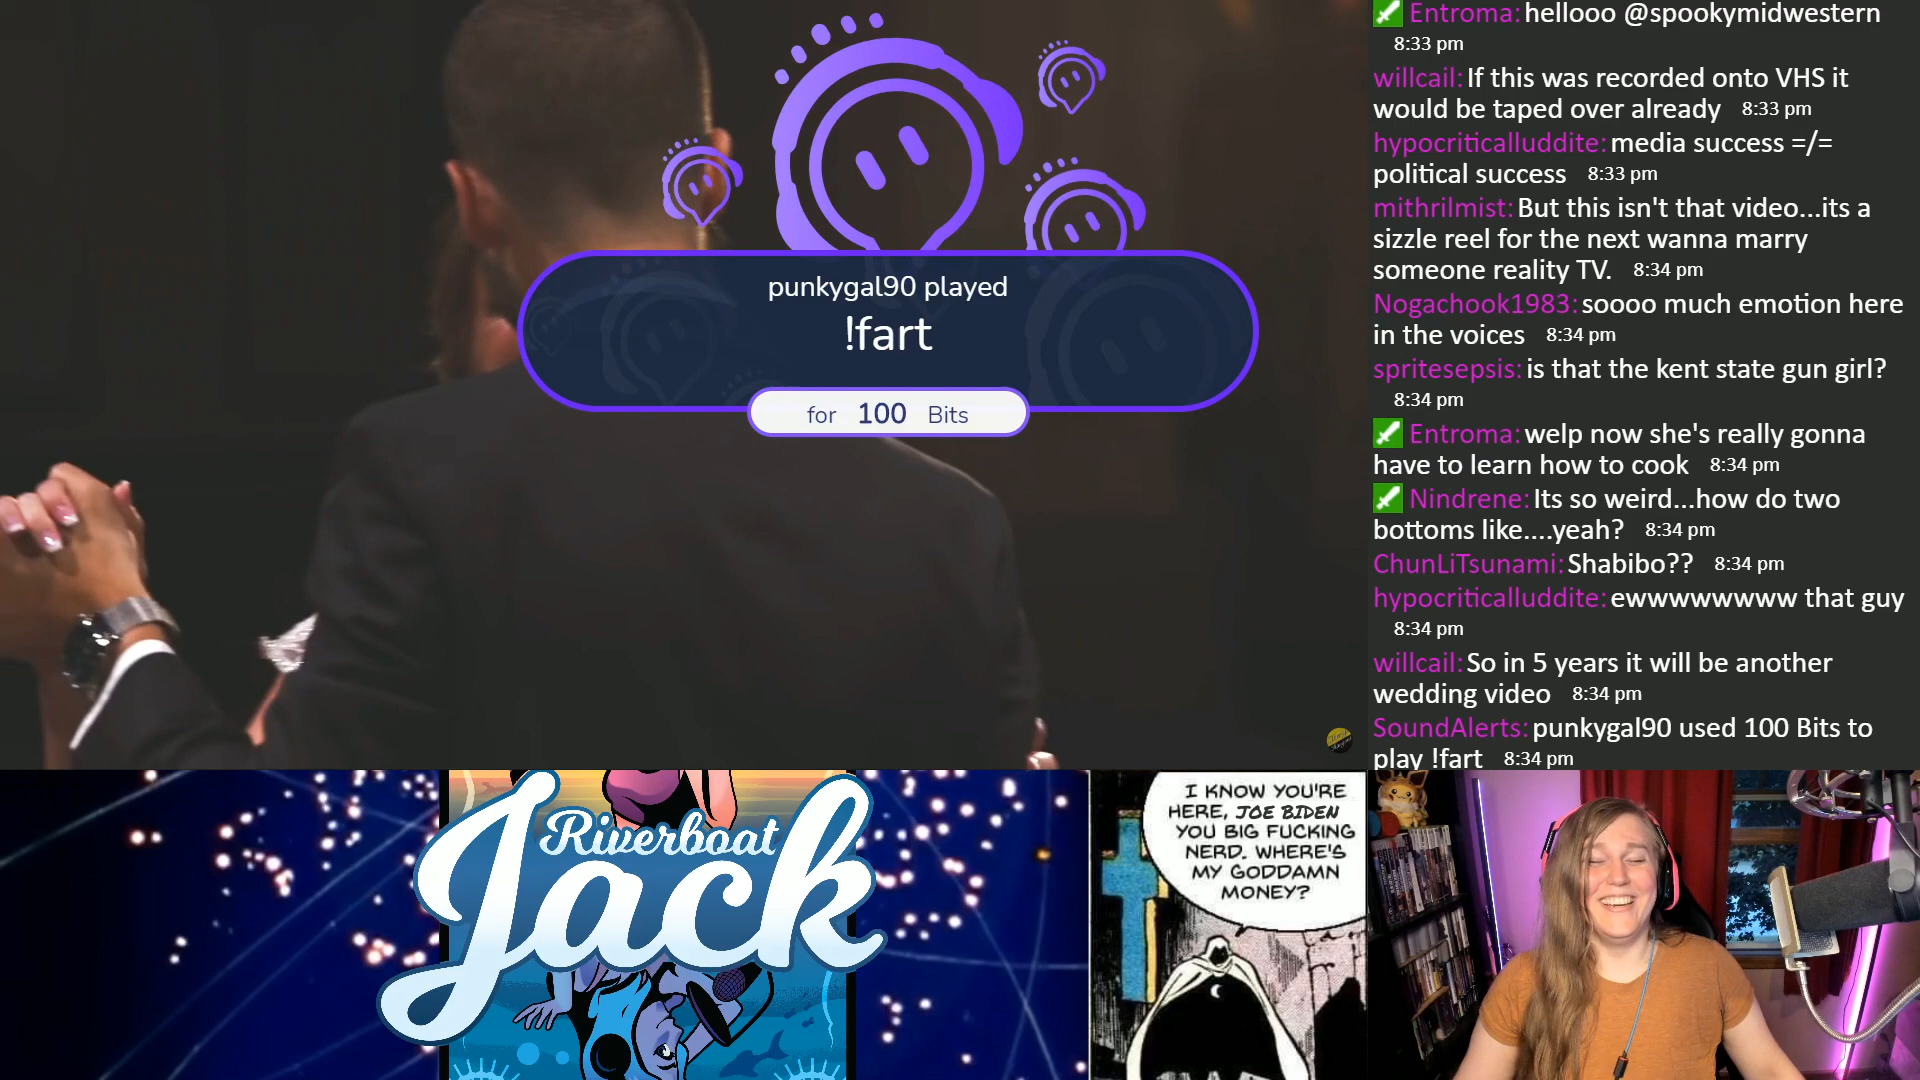 punkygal90 played
!fart
for 100 Bits
Entroma: hellooo @spookymidwestern
8:33 pm
willcail: If this was recorded onto VHS it
would be taped over already 8:33 pm
hypocriticalluddite: media success =/=
political success 8:33 pm
mithrilmist: But this isn't that video...its a
sizzle reel for the next wanna marry
someone reality TV. 8:34 pm
Nogachook1983: soooo much emotion here
in the voices 8:34 pm
spritesepsis: is that the kent state gun girl?
8:34 pm
Entroma: welp now she's really gonna
have to learn how to cook 8:34 pm
Nindrene: Its so weird...how do two
bottoms like....yeah? 8:34 pm
ChunLiTsunami: Shabibo?? 8:34 pm
hypocriticalluddite: ewwwwwwww that guy
8:34 pm
willcail: So in 5 years it will be another
wedding video 8:34 pm
SoundAlerts: punkygal90 used 100 Bits to
play !fart 8:34 pm
Riverboat
Jack
I KNOW YOU'RE
HERE, JOE BIDEN
YOU BIG FUCKING
NERD. WHERE'S
MY GODDAMN
MONEY?